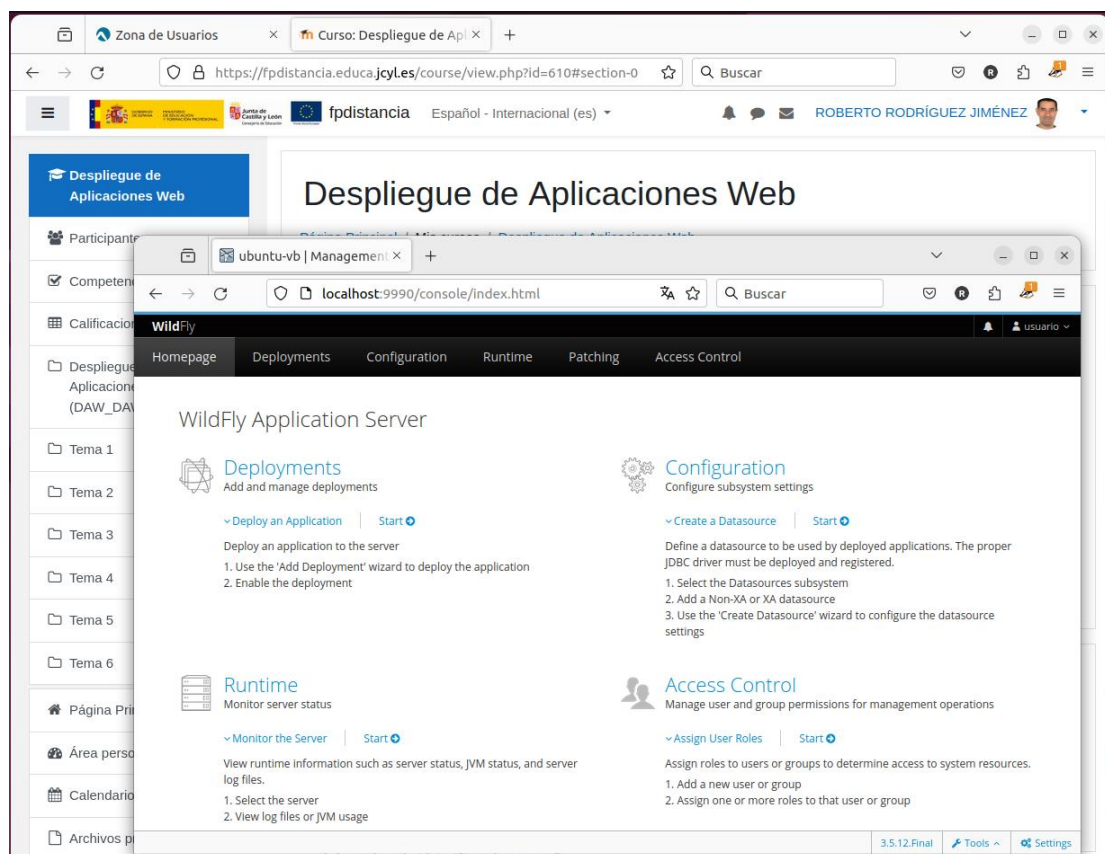 Zona de Usuarios
Curso: Despliegue de Apl
https://fpdistancia.educa.jcyl.es/course/view.php?id=610#section-0
Buscar
Junta de
Castilla y León
fpdistancia Español - Internacional (es)
ROBERTO RODRÍGUEZ JIMÉNEZ
Despliegue de
Aplicaciones Web
Despliegue de Aplicaciones Web
Participante
Competen
Calificacion
Despliegue
Aplicacione
(DAW_DAW
Tema 1
Tema 2
Tema 3
Tema 4
Tema 5
Tema 6
Página Prin
Área perso
Calendario
Archivos p
ubuntu-vb | Management
localhost:9990/console/index.html
Buscar
WildFly
usuario
Homepage Deployments Configuration Runtime Patching Access Control
WildFly Application Server
Deployments
Add and manage deployments
Deploy an Application Start
Deploy an application to the server
1. Use the 'Add Deployment' wizard to deploy the application
2. Enable the deployment
Configuration
Configure subsystem settings
Create a Datasource Start
Define a datasource to be used by deployed applications. The proper
JDBC driver must be deployed and registered.
1. Select the Datasources subsystem
2. Add a Non-XA or XA datasource
3. Use the 'Create Datasource' wizard to configure the datasource
settings
Runtime
Monitor server status
Monitor the Server Start
View runtime information such as server status, JVM status, and server
log files.
1. Select the server
2. View log files or JVM usage
Access Control
Manage user and group permissions for management operations
Assign User Roles Start
Assign roles to users or groups to determine access to system resources.
1. Add a new user or group
2. Assign one or more roles to that user or group
3.5.12.Final Tools Settings